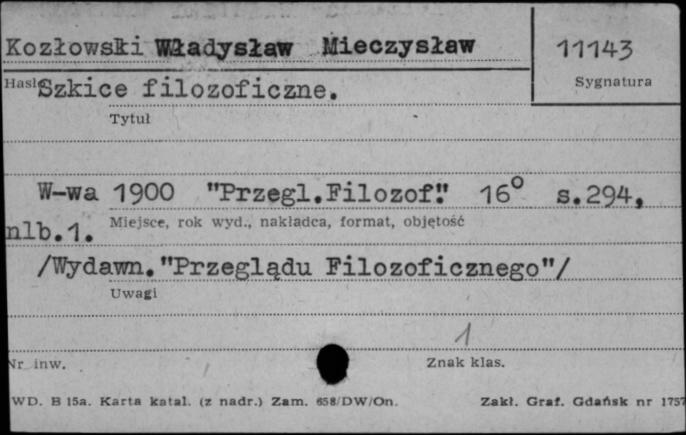 Kozłowski Władysław Mieczysław 11143
Hasło Sygnatura
Szkice filozoficzne.
Tytuł
W-wa 1900 "Przegl.Filozof." 16° s.294,
Miejsce, rok wyd., nakładca, format, objętość
nlb.1.
/Wydawn."Przeglądu Filozoficznego"/
Uwagi
1
Nr inw. Znak klas.
WD. B 15a. Karta katal. (z nadr.) Zam. 658/DW/On. Zakł. Graf. Gdańsk nr 1757